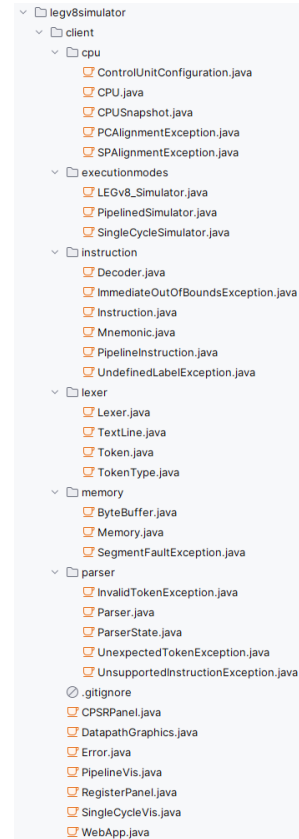 legv8simulator
client
cpu
ControlUnitConfiguration.java
CPU.java
CPUSnapshot.java
PCAlignmentException.java
SPAlignmentException.java
executionmodes
LEGv8_Simulator.java
PipelinedSimulator.java
SingleCycleSimulator.java
instruction
Decoder.java
ImmediateOutOfBoundsException.java
Instruction.java
Mnemonic.java
PipelineInstruction.java
UndefinedLabelException.java
lexer
Lexer.java
TextLine.java
Token.java
TokenType.java
memory
ByteBuffer.java
Memory.java
SegmentFaultException.java
parser
InvalidTokenException.java
Parser.java
ParserState.java
UnexpectedTokenException.java
UnsupportedInstructionException.java
.gitignore
CPSRPanel.java
DatapathGraphics.java
Error.java
PipelineVis.java
RegisterPanel.java
SingleCycleVis.java
WebApp.java